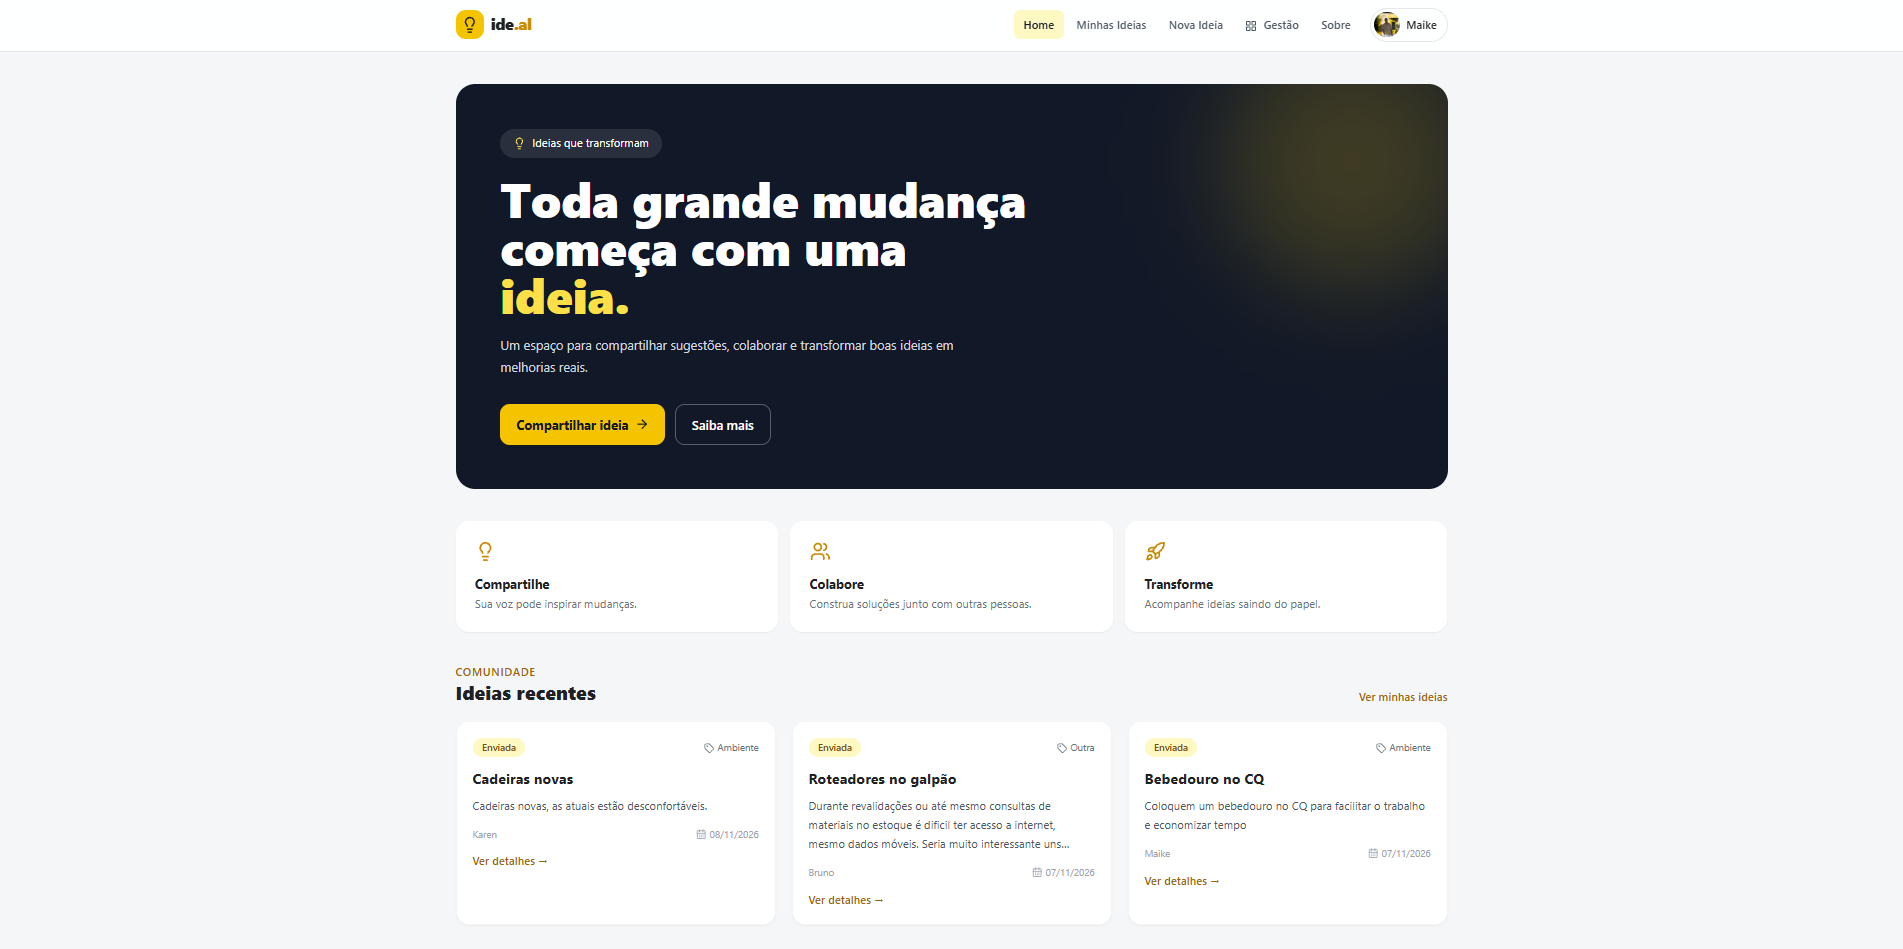 ide.al
Home
Minhas Ideias
Nova Ideia
Gestão
Sobre
Maike
Ideias que transformam
Toda grande mudança
começa com uma
ideia.
Um espaço para compartilhar sugestões, colaborar e transformar boas ideias em
melhorias reais.
Compartilhar ideia →
Saiba mais
Compartilhe
Sua voz pode inspirar mudanças.
Colabore
Construa soluções junto com outras pessoas.
Transforme
Acompanhe ideias saindo do papel.
COMUNIDADE
Ideias recentes
Ver minhas ideias
Enviada
Ambiente
Cadeiras novas
Cadeiras novas, as atuais estão desconfortáveis.
Karen
08/11/2026
Ver detalhes →
Enviada
Outra
Roteadores no galpão
Durante revalidações ou até mesmo consultas de
materiais no estoque é dificil ter acesso a internet,
mesmo dados móveis. Seria muito interessante uns...
Bruno
07/11/2026
Ver detalhes →
Enviada
Ambiente
Bebedouro no CQ
Coloquem um bebedouro no CQ para facilitar o trabalho
e economizar tempo
Maike
07/11/2026
Ver detalhes →